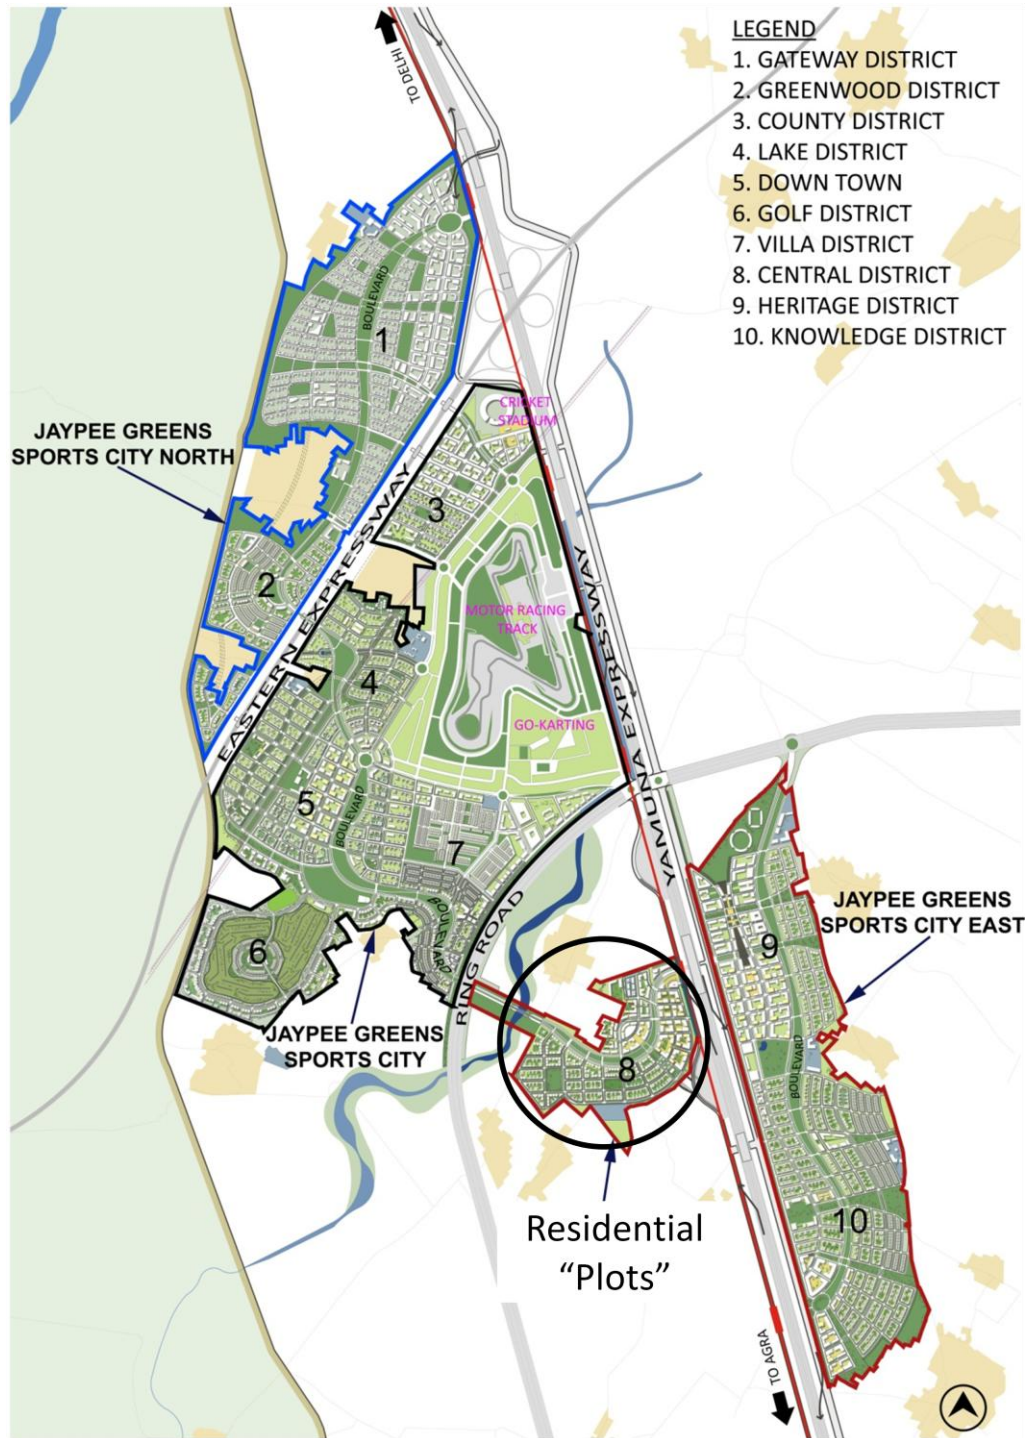 LEGEND
1. GATEWAY DISTRICT
2. GREENWOOD DISTRICT
3. COUNTY DISTRICT
4. LAKE DISTRICT
5. DOWN TOWN
6. GOLF DISTRICT
7. VILLA DISTRICT
8. CENTRAL DISTRICT
9. HERITAGE DISTRICT
10. KNOWLEDGE DISTRICT
TO DELHI
BOULEVARD
1
JAYPEE GREENS
SPORTS CITY NORTH
CRICKET
STADIUM
3
EASTERN EXPRESSWAY
2
MOTOR RACING
TRACK
YAMUNA EXPRESSWAY
4
GO-KARTING
5
BOULEVARD
7
BOULEVARD
RING ROAD
6
JAYPEE GREENS
SPORTS CITY
JAYPEE GREENS
SPORTS CITY EAST
9
BOULEVARD
8
10
Residential
“Plots”
TO AGRA